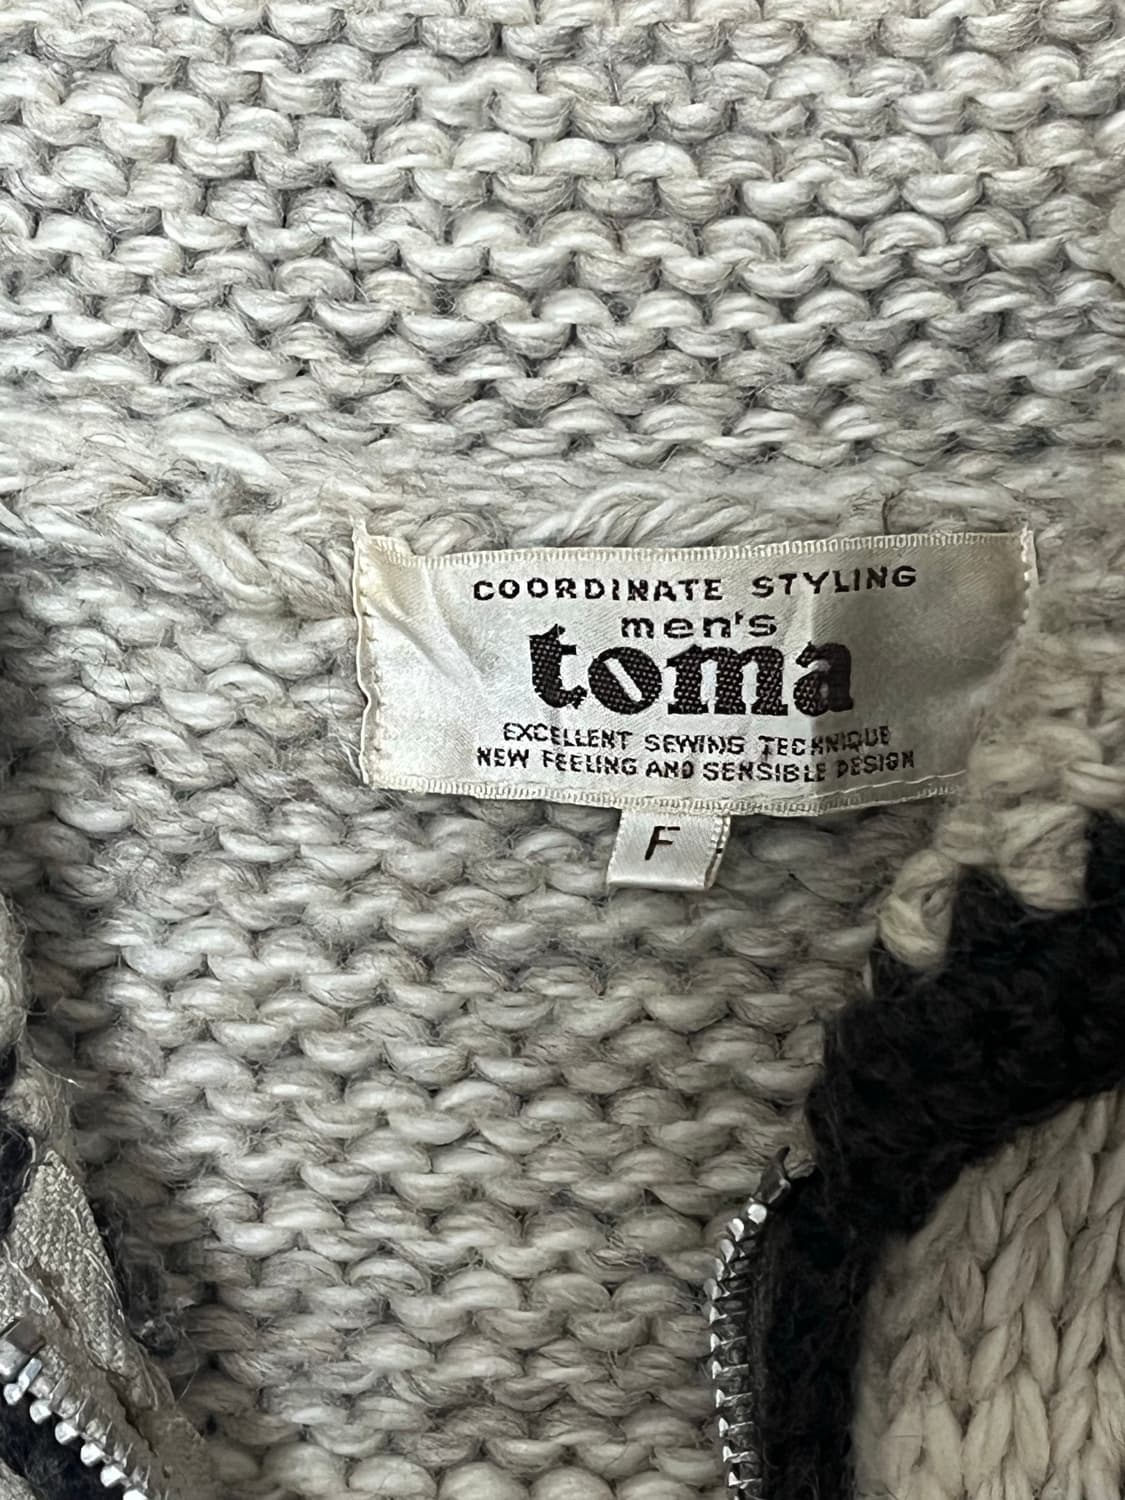 COORDINATE STYLING
men's
toma
EXCELLENT SEWING TECHNIQUE
NEW FEELING AND SENSIBLE DESIGN
F